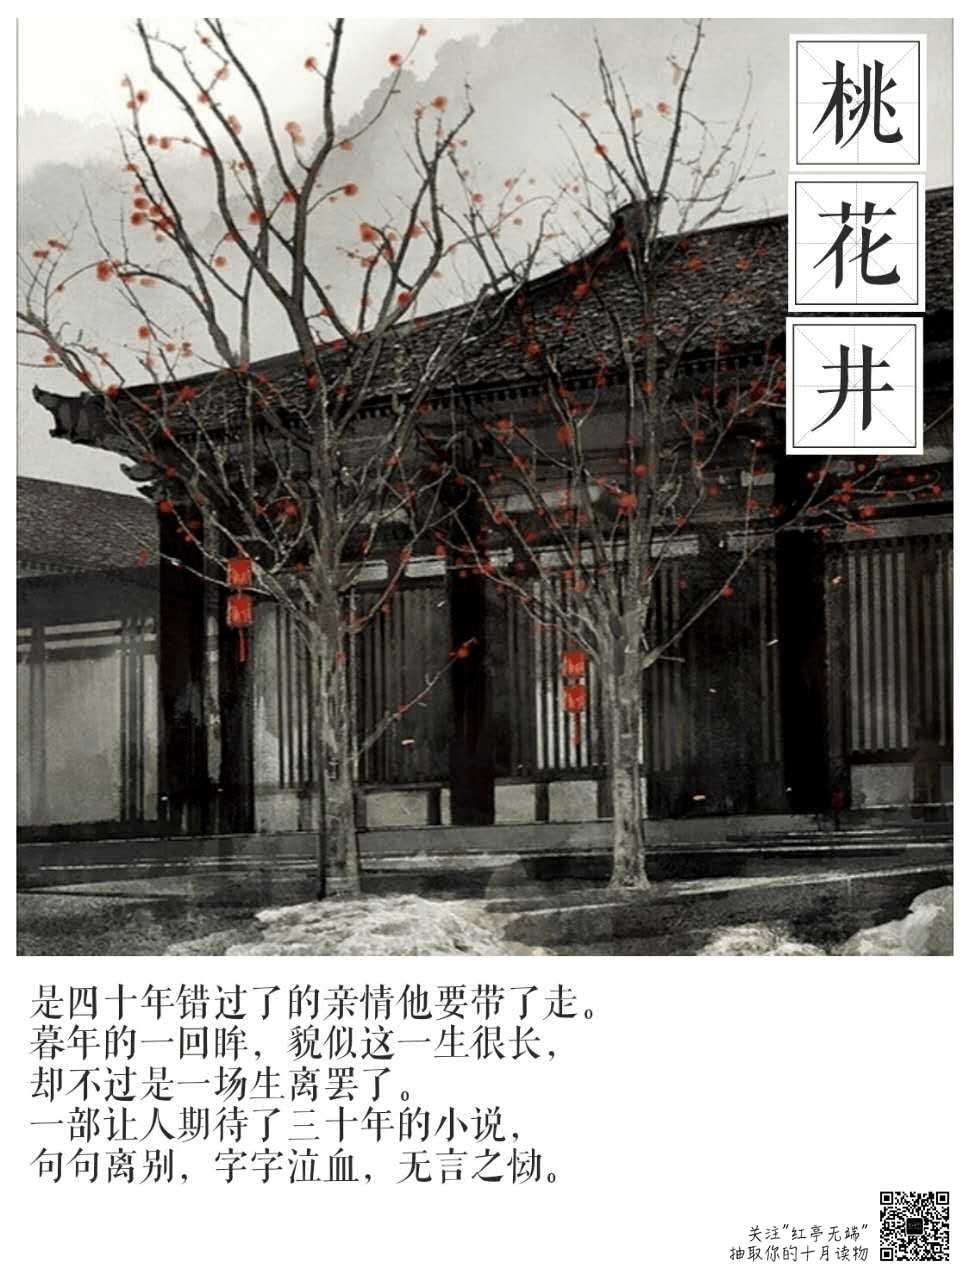 桃花井
是四十年错过了的亲情他要带了走。
暮年的一回眸，貌似这一生很长，
却不过是一场生离罢了。
一部让人期待了三十年的小说，
句句离别，字字泣血，无言之恸。
关注"红亭无端"
抽取你的十月读物